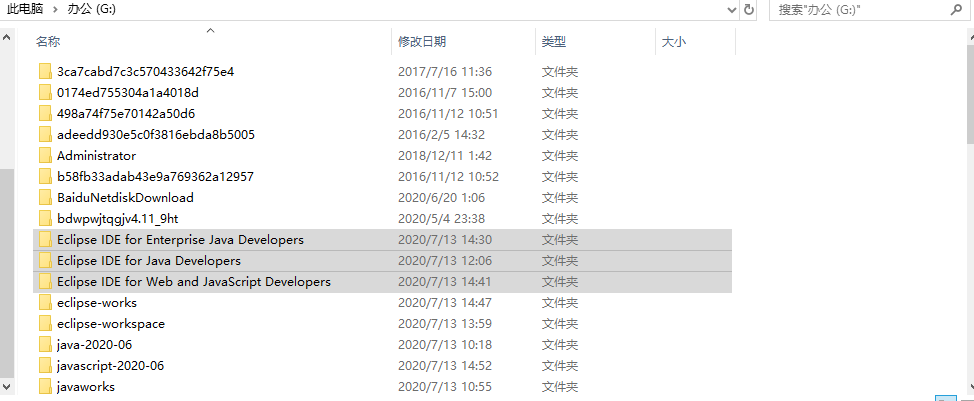 此电脑 > 办公 (G:) 搜索"办公 (G:)"
名称 修改日期 类型 大小
3ca7cabd7c3c570433642f75e4 2017/7/16 11:36 文件夹
0174ed755304a1a4018d 2016/11/7 15:00 文件夹
498a74f75e70142a50d6 2016/11/12 10:51 文件夹
adeedd930e5c0f3816ebda8b5005 2016/2/5 14:32 文件夹
Administrator 2018/12/11 1:42 文件夹
b58fb33adab43e9a769362a12957 2016/11/12 10:52 文件夹
BaiduNetdiskDownload 2020/6/20 1:06 文件夹
bdwpwjtqgjv4.11_9ht 2020/5/4 23:38 文件夹
Eclipse IDE for Enterprise Java Developers 2020/7/13 14:30 文件夹
Eclipse IDE for Java Developers 2020/7/13 12:06 文件夹
Eclipse IDE for Web and JavaScript Developers 2020/7/13 14:41 文件夹
eclipse-works 2020/7/13 14:47 文件夹
eclipse-workspace 2020/7/13 13:59 文件夹
java-2020-06 2020/7/13 10:18 文件夹
javascript-2020-06 2020/7/13 14:52 文件夹
javaworks 2020/7/13 10:55 文件夹